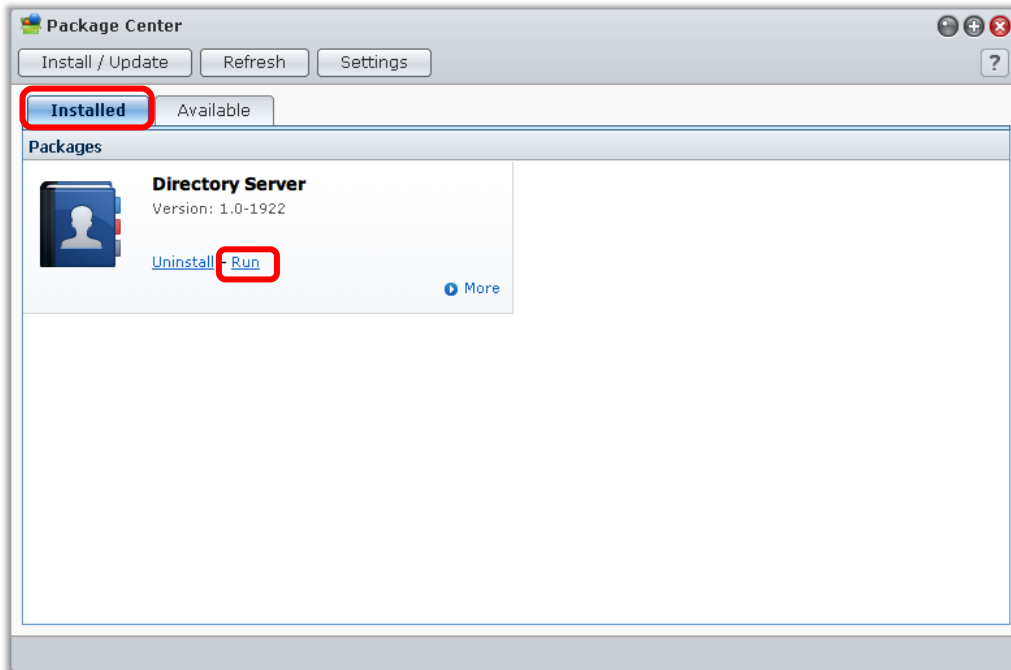 Package Center
Install / Update Refresh Settings ?
Installed Available
Packages
Directory Server
Version: 1.0-1922
Uninstall - Run
More